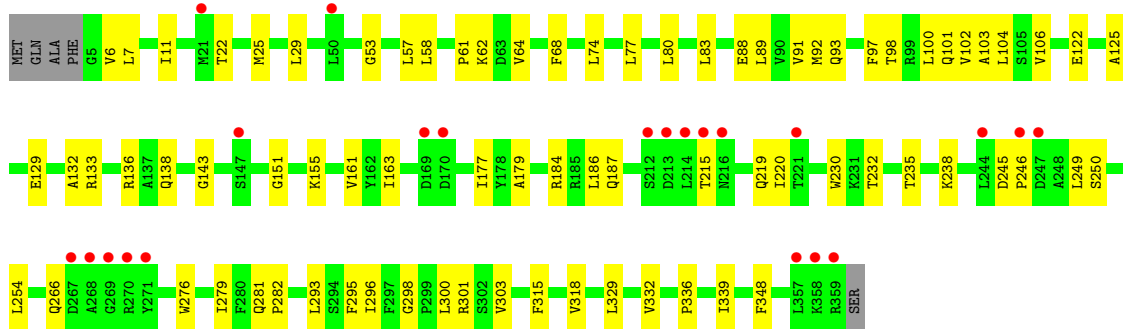 MET GLN ALA PHE G5 V6 L7 I11 M21 T22 M25 L29 L50 G53 L57 L58 P61 K62 D63 V64 F68 L74 L77 L80 L83 E88 L89 V90 V91 M92 Q93 F97 T98 R99 L100 Q101 V102 A103 L104 S105 V106 E122 A125
E129 A132 R133 R136 A137 Q138 G143 S147 G151 K155 V161 Y162 I163 D169 D170 I177 Y178 A179 R184 R185 L186 Q187 S212 D213 L214 T215 N216 Q219 I220 T221 W230 K231 T232 T235 K238 L244 D245 P246 D247 A248 L249 S250
L254 Q266 D267 A268 G269 R270 Y271 W276 I279 F280 Q281 P282 L293 S294 F295 I296 F297 G298 P299 L300 R301 S302 V303 F315 V318 L329 V332 P336 I339 F348 L357 K358 R359 SER